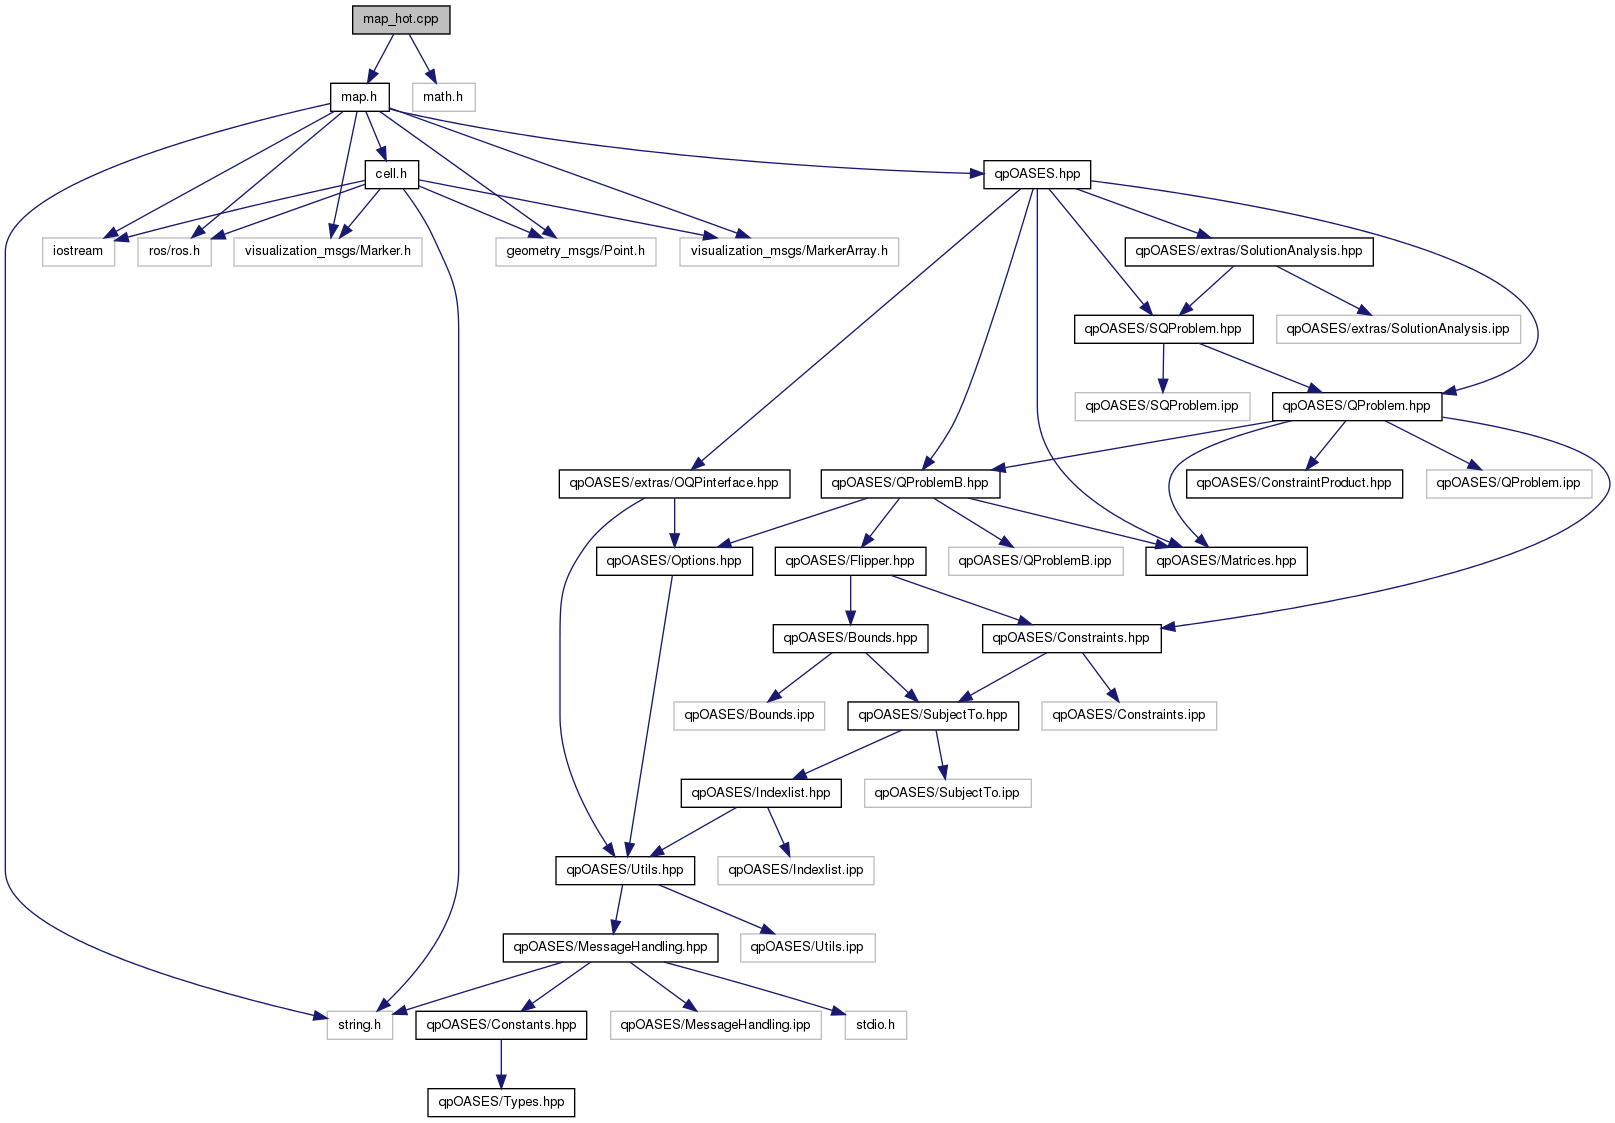 map_hot.cpp
map.h
math.h
cell.h
qpOASES.hpp
iostream
ros/ros.h
visualization_msgs/Marker.h
geometry_msgs/Point.h
visualization_msgs/MarkerArray.h
qpOASES/extras/SolutionAnalysis.hpp
qpOASES/SQProblem.hpp
qpOASES/extras/SolutionAnalysis.ipp
qpOASES/SQProblem.ipp
qpOASES/QProblem.hpp
qpOASES/extras/OQPinterface.hpp
qpOASES/QProblemB.hpp
qpOASES/ConstraintProduct.hpp
qpOASES/QProblem.ipp
qpOASES/Options.hpp
qpOASES/Flipper.hpp
qpOASES/QProblemB.ipp
qpOASES/Matrices.hpp
qpOASES/Bounds.hpp
qpOASES/Constraints.hpp
qpOASES/Bounds.ipp
qpOASES/SubjectTo.hpp
qpOASES/Constraints.ipp
qpOASES/Indexlist.hpp
qpOASES/SubjectTo.ipp
qpOASES/Utils.hpp
qpOASES/Indexlist.ipp
qpOASES/MessageHandling.hpp
qpOASES/Utils.ipp
string.h
qpOASES/Constants.hpp
qpOASES/MessageHandling.ipp
stdio.h
qpOASES/Types.hpp